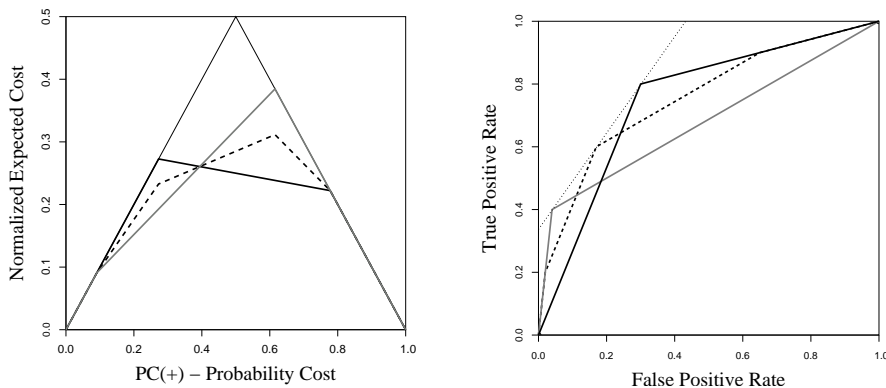 0.5
0.4
0.3
0.2
0.1
0.0
Normalized Expected Cost
0.0 0.2 0.4 0.6 0.8 1.0
PC(+) – Probability Cost
1.0
0.8
0.6
0.4
0.2
0.0
True Positive Rate
0.0 0.2 0.4 0.6 0.8 1.0
False Positive Rate